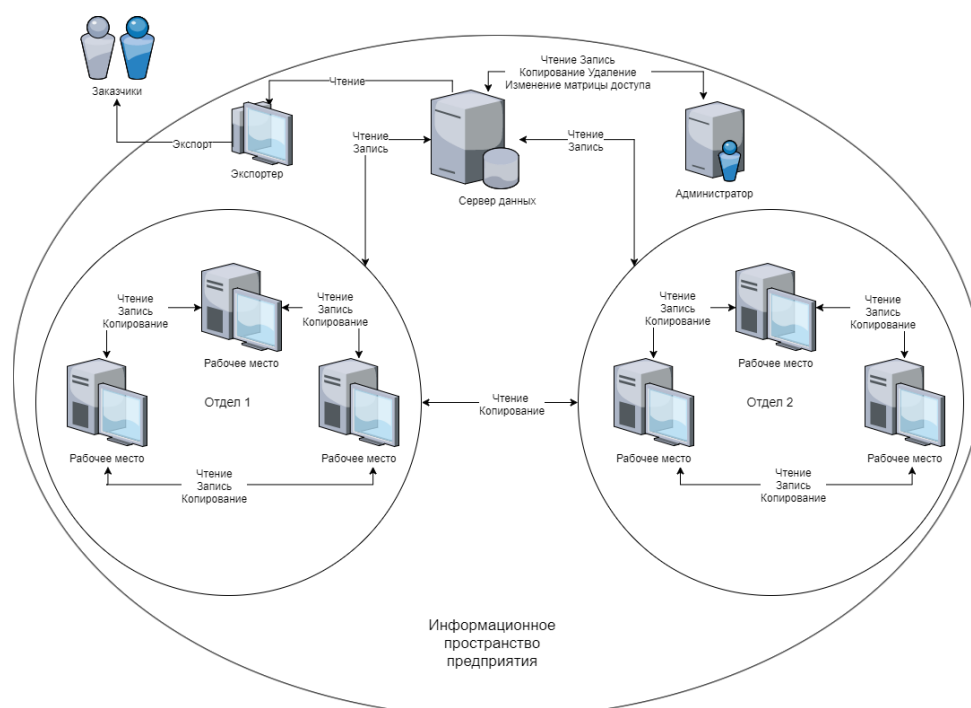 Чтение Запись
Копирование Удаление
Изменение матрицы доступа
Чтение
Заказчики
Экспорт
Экспортер
Чтение
Запись
Чтение
Запись
Сервер данных
Администратор
Чтение
Запись
Копирование
Чтение
Запись
Копирование
Рабочее место
Отдел 1
Рабочее место
Рабочее место
Чтение
Запись
Копирование
Чтение
Копирование
Чтение
Запись
Копирование
Чтение
Запись
Копирование
Рабочее место
Отдел 2
Рабочее место
Рабочее место
Чтение
Запись
Копирование
Информационное
пространство
предприятия